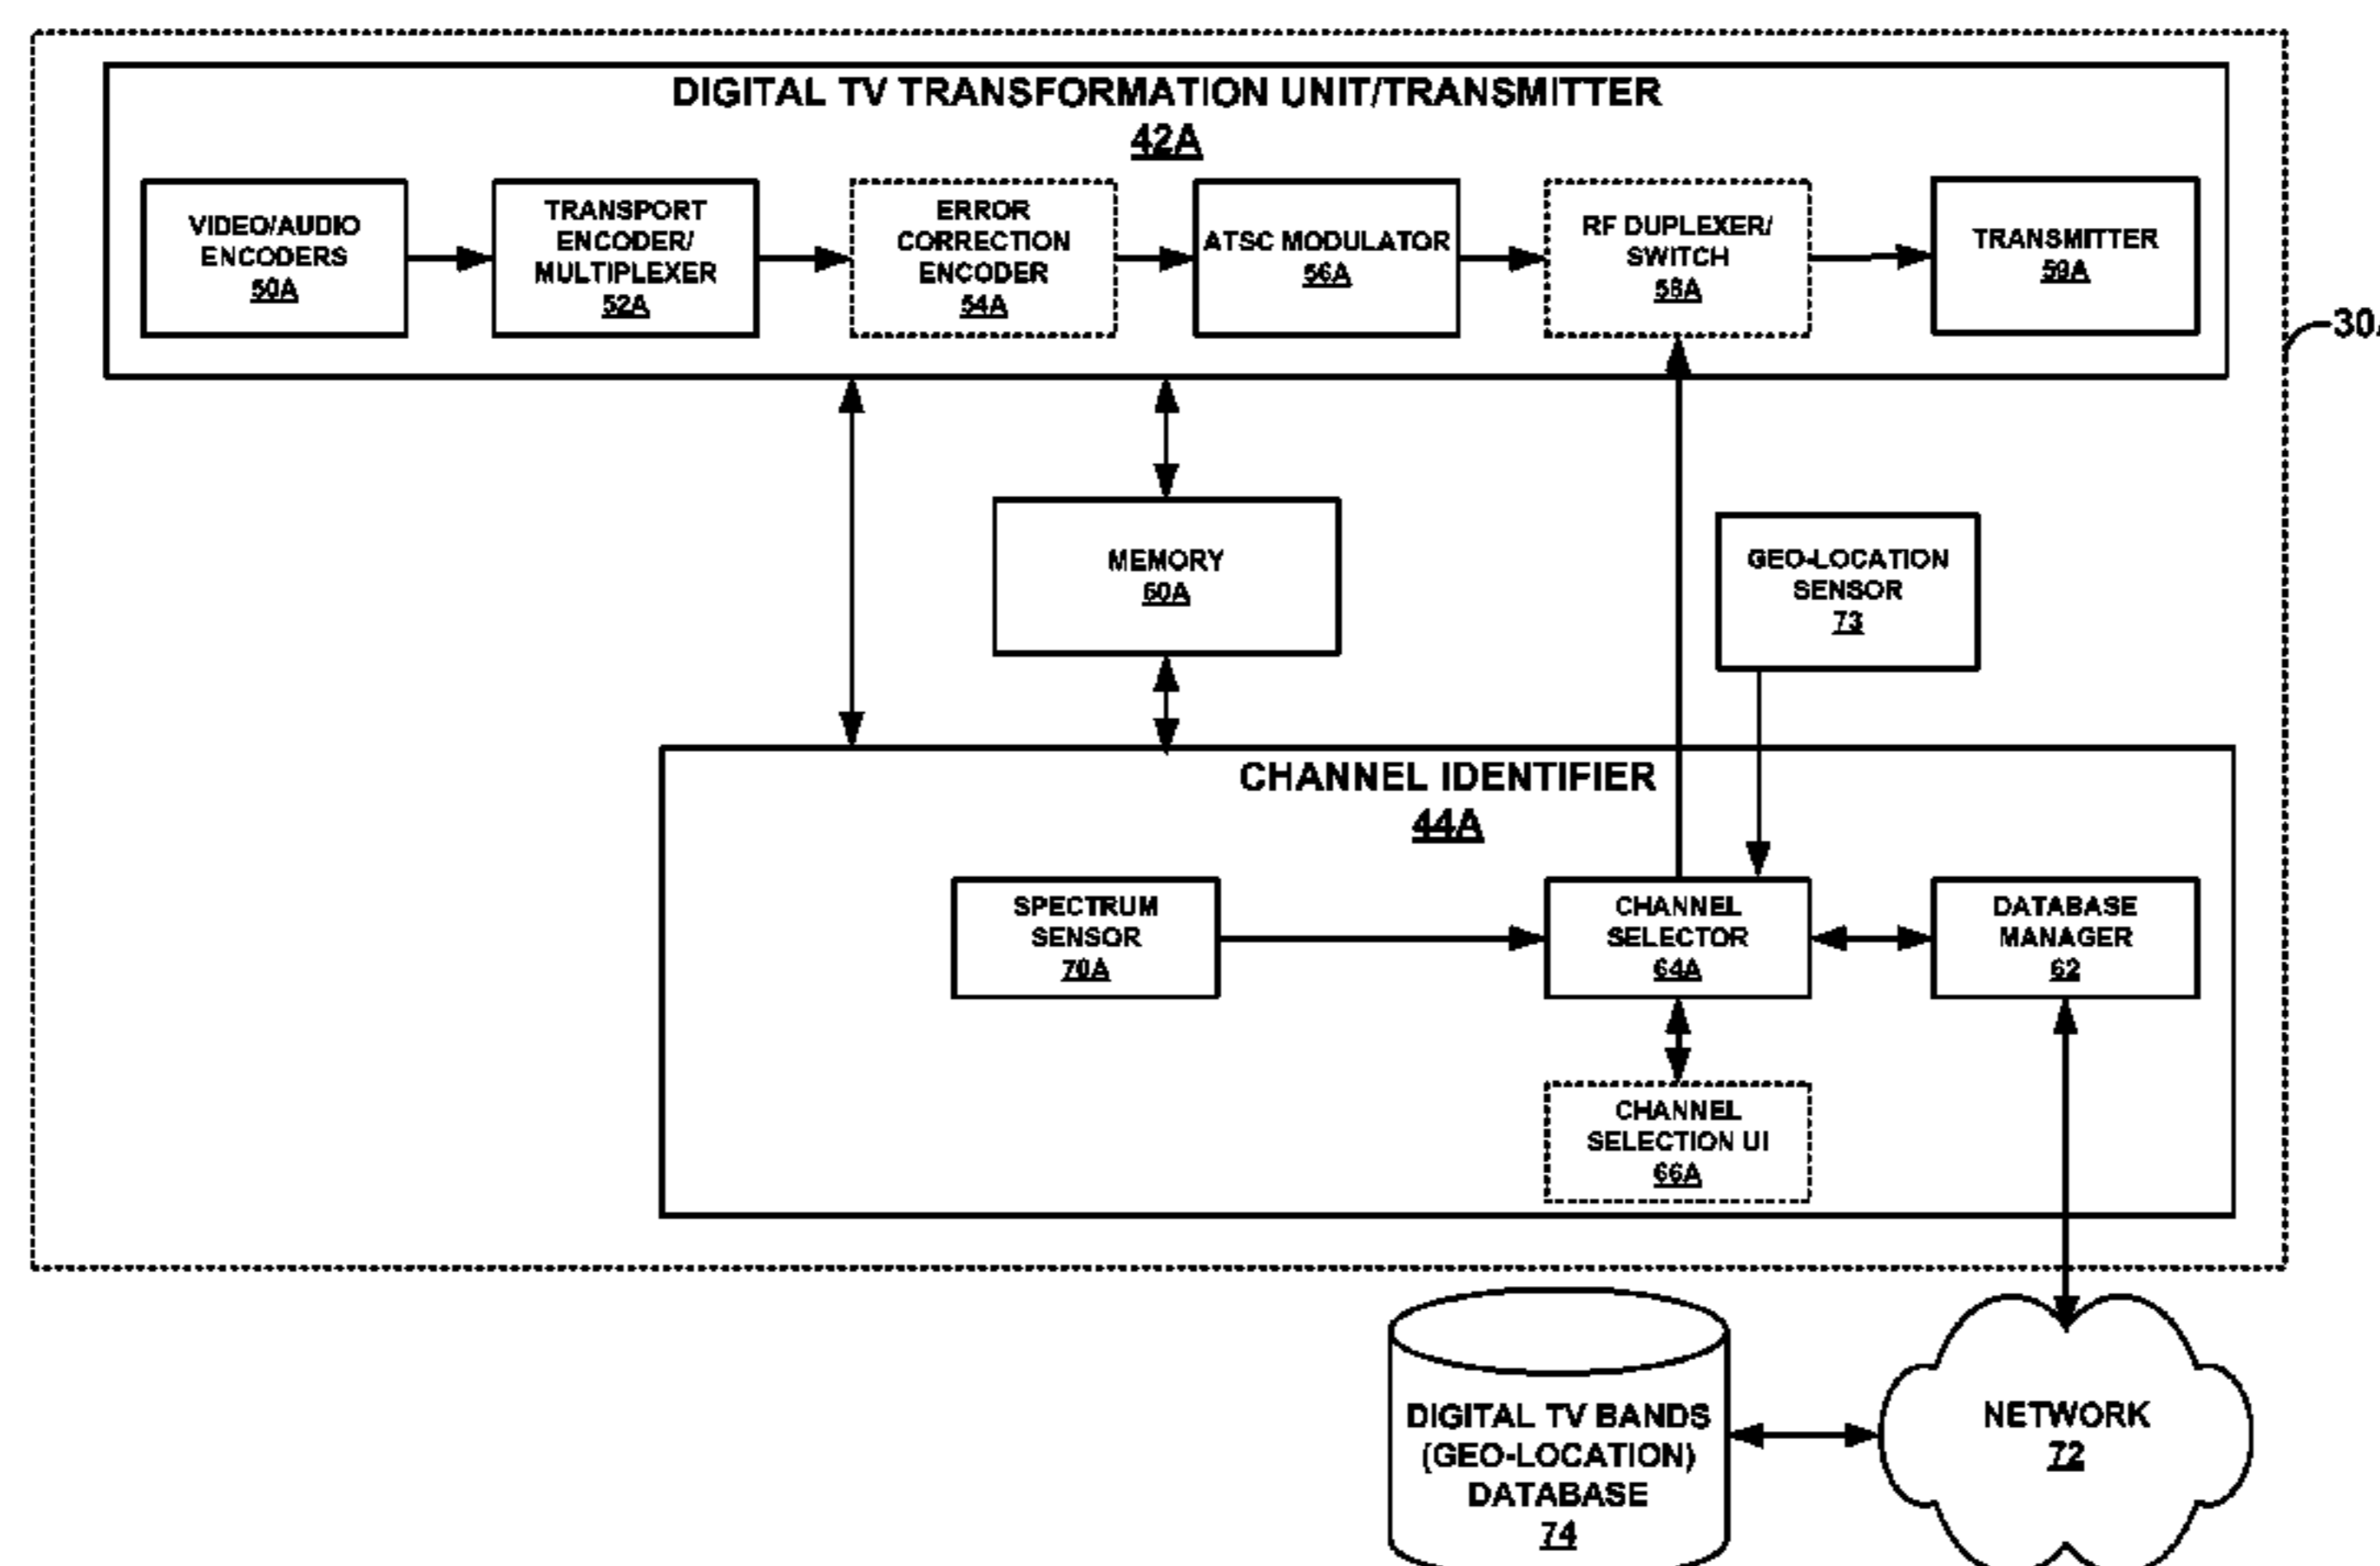 DIGITAL TV TRANSFORMATION UNIT/TRANSMITTER
42A
VIDEO/AUDIO
ENCODERS
50A
TRANSPORT
ENCODER/
MULTIPLEXER
52A
ERROR
CORRECTION
ENCODER
54A
ATSC MODULATOR
56A
RF DUPLEXER/
SWITCH
58A
TRANSMITTER
59A
MEMORY
60A
GEO-LOCATION
SENSOR
73
CHANNEL IDENTIFIER
44A
SPECTRUM
SENSOR
70A
CHANNEL
SELECTOR
64A
DATABASE
MANAGER
62
CHANNEL
SELECTION UI
66A
DIGITAL TV BANDS
(GEO-LOCATION)
DATABASE
74
NETWORK
72